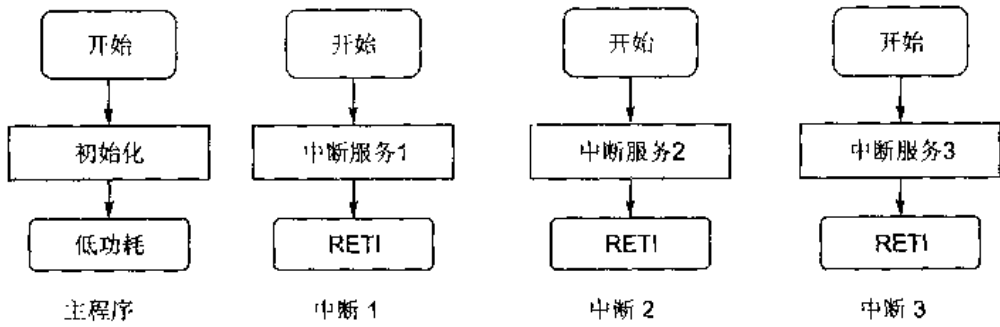 开始
开始
开始
开始
初始化
中断服务1
中断服务2
中断服务3
低功耗
RETI
RETI
RETI
主程序
中断 1
中断 2
中断 3